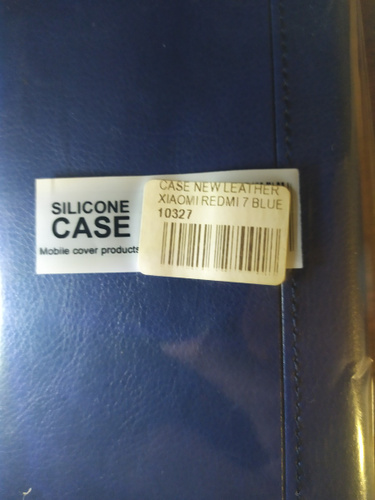 SILICONE
CASE
Mobile cover products
CASE NEW LEATHER
XIAOMI REDMI 7 BLUE
10327